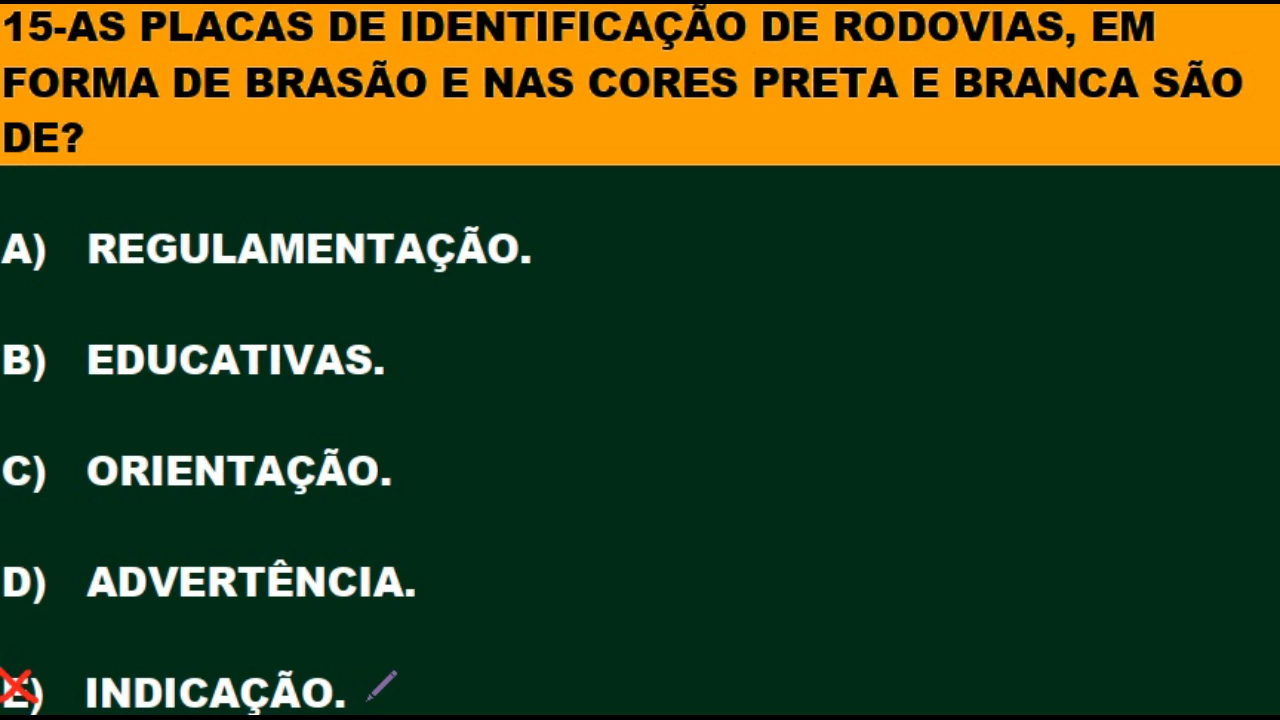 15-AS PLACAS DE IDENTIFICAÇÃO DE RODOVIAS, EM
FORMA DE BRASÃO E NAS CORES PRETA E BRANCA SÃO
DE?
A) REGULAMENTAÇÃO.
B) EDUCATIVAS.
C) ORIENTAÇÃO.
D) ADVERTÊNCIA.
E) INDICAÇÃO.